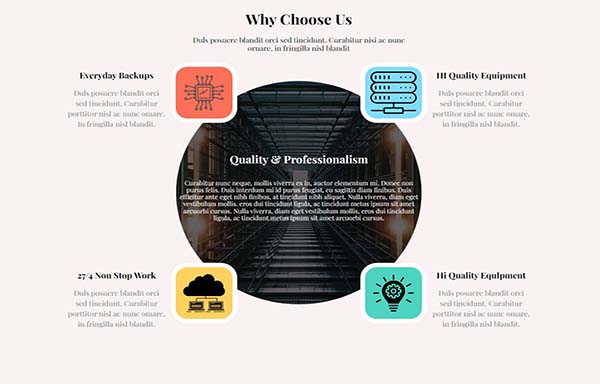 Why Choose Us
Duls posuere blandit orci sed tincidunt. Curabitur nisi ac nunc
ornare, in fringilla nisl blandit
Everyday Backups
Duls posuere blandit orci
sed tincidunt. Curabitur
porttitor nisl ac nunc ornare,
in fringilla nisl blandit.
HI Quality Equipment
Duls posuere blandit orci
sed tincidunt. Curabitur
porttitor nisl ac nunc ornare,
in fringilla nisl blandit.
Quality & Professionalism
Curabitur nunc neque, mollis viverra ex in, auctor elementum mi. Donec non
purus felis. Duis interdum mi id purus feugiat, eu sagittis diam finibus. Duis
efficitur ante eget nibh finibus, at tincidunt nibh aliquet. Nulla viverra, diam
eget vestibulum mollis, eros dui tincidunt ligula, ac tincidunt metus ipsum sit amet
arcuorbi cursus. Nulla viverra, diam eget vestibulum mollis, eros dui tincidunt
ligula, ac tincidunt metus ipsum sit amet arcuorbi cursus.
27/4 Non Stop Work
Duls posuere blandit orci
sed tincidunt. Curabitur
porttitor nisl ac nunc ornare,
in fringilla nisl blandit.
Hi Quality Equipment
Duls posuere blandit orci
sed tincidunt. Curabitur
porttitor nisl ac nunc ornare,
in fringilla nisl blandit.